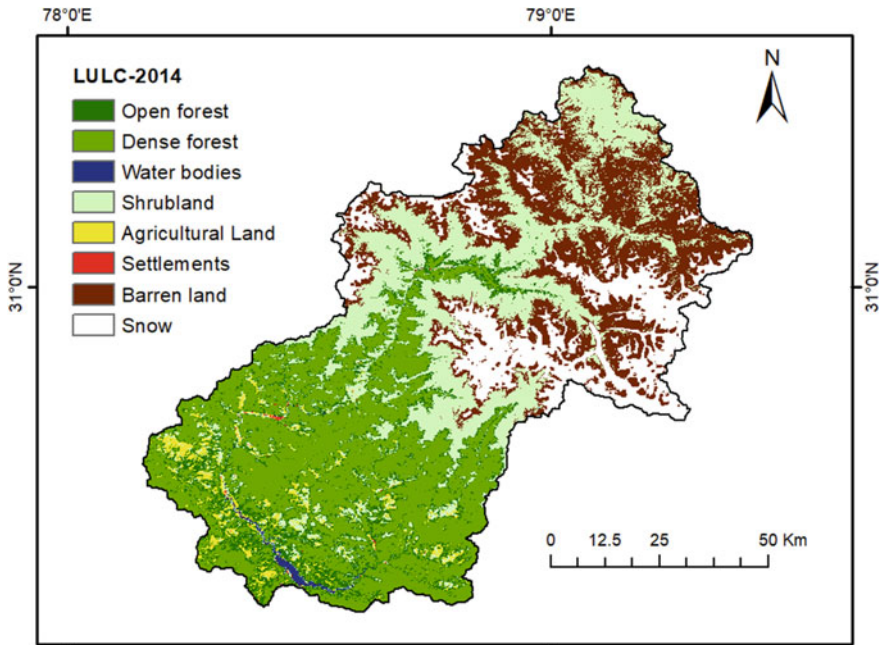 78°0'E 79°0'E
N
LULC-2014
Open forest
Dense forest
Water bodies
Shrubland
Agricultural Land
Settlements
Barren land
Snow
31°0'N 31°0'N
0 12.5 25 50 Km